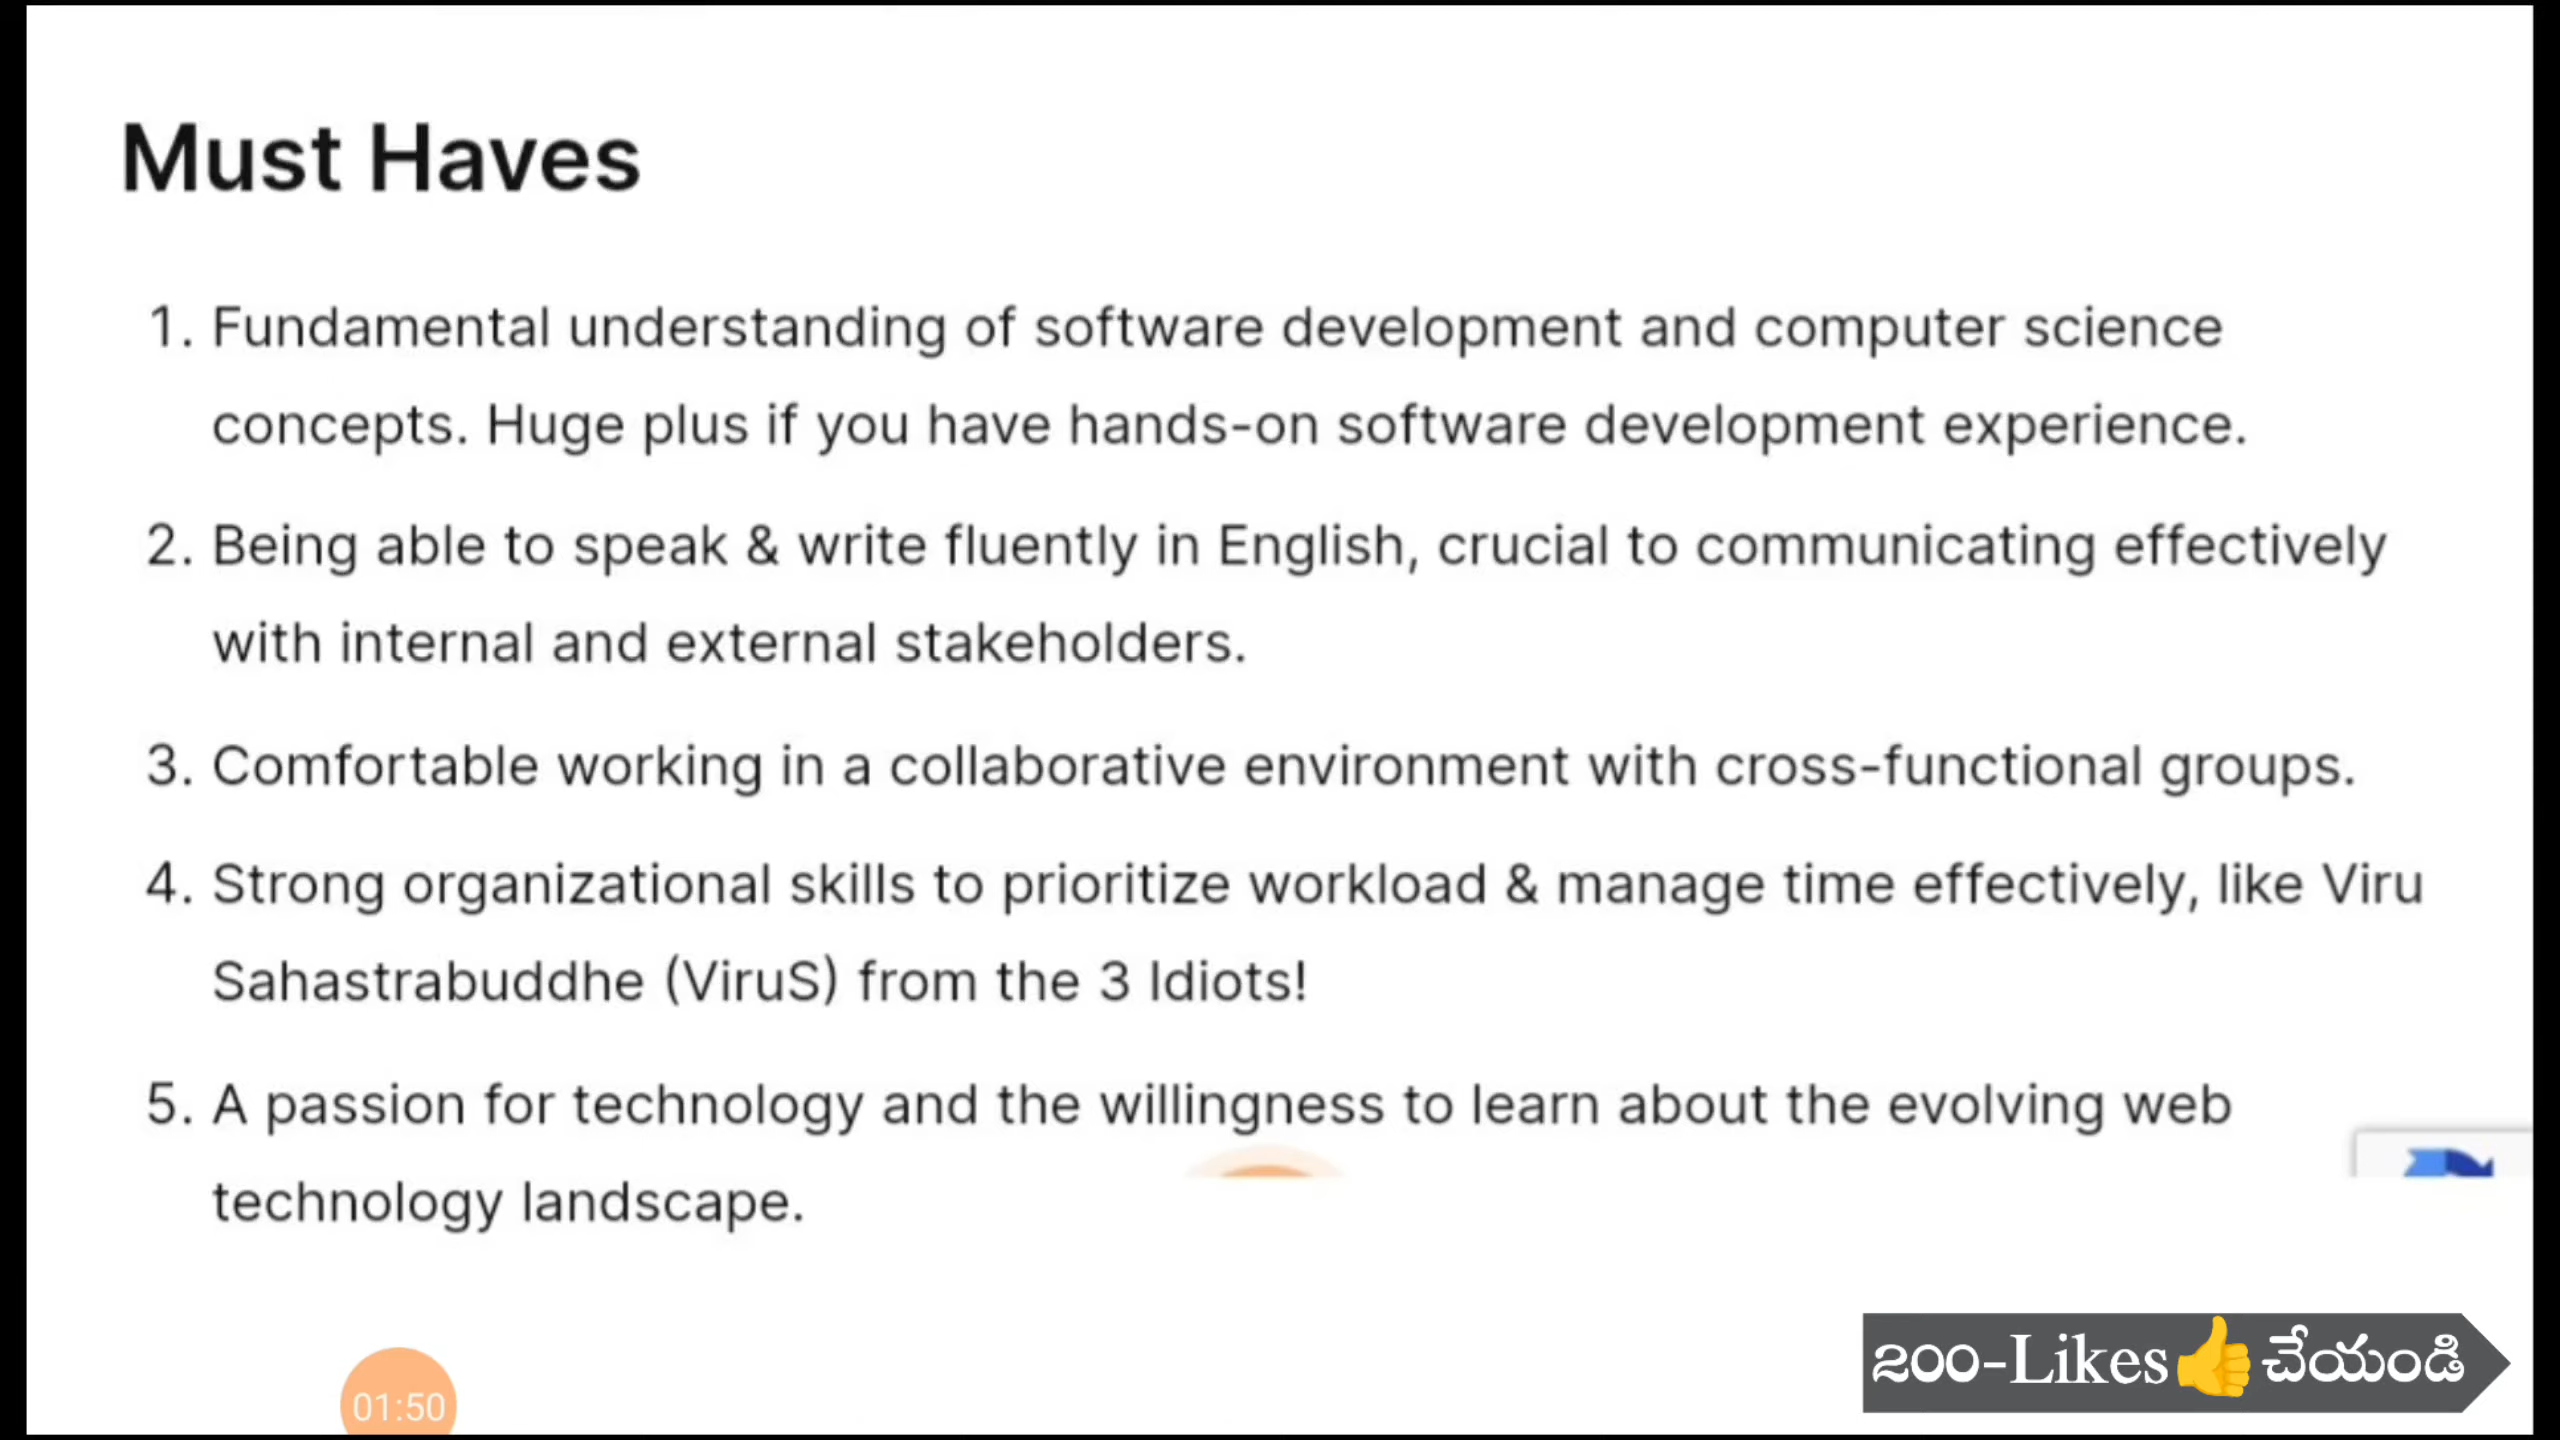 Must Haves
1. Fundamental understanding of software development and computer science
concepts. Huge plus if you have hands-on software development experience.
2. Being able to speak & write fluently in English, crucial to communicating effectively
with internal and external stakeholders.
3. Comfortable working in a collaborative environment with cross-functional groups.
4. Strong organizational skills to prioritize workload & manage time effectively, like Viru
Sahastrabuddhe (ViruS) from the 3 Idiots!
5. A passion for technology and the willingness to learn about the evolving web
technology landscape.
200-Likes👍చేయండి
01:50